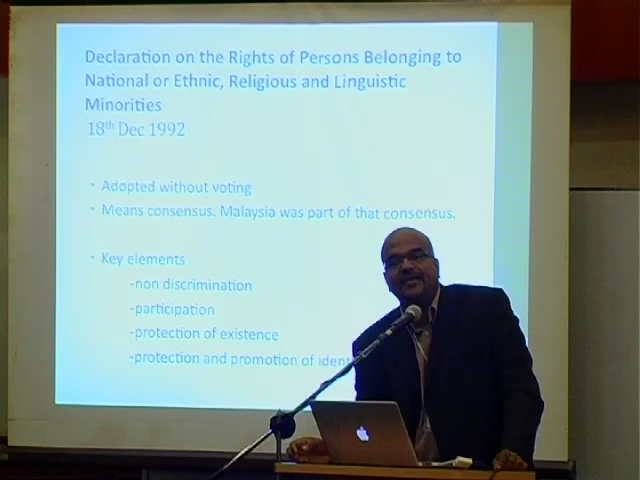 Declaration on the Rights of Persons Belonging to
National or Ethnic, Religious and Linguistic
Minorities
18th Dec 1992
· Adopted without voting
· Means consensus. Malaysia was part of that consensus.
· Key elements
-non discrimination
-participation
-protection of existence
-protection and promotion of ident